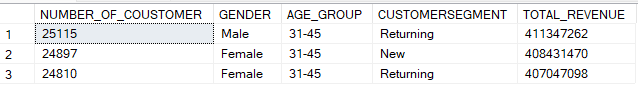 NUMBER_OF_COUSTOMER GENDER AGE_GROUP CUSTOMERSEGMENT TOTAL_REVENUE
1 25115 Male 31-45 Returning 411347262
2 24897 Female 31-45 New 408431470
3 24810 Female 31-45 Returning 407047098